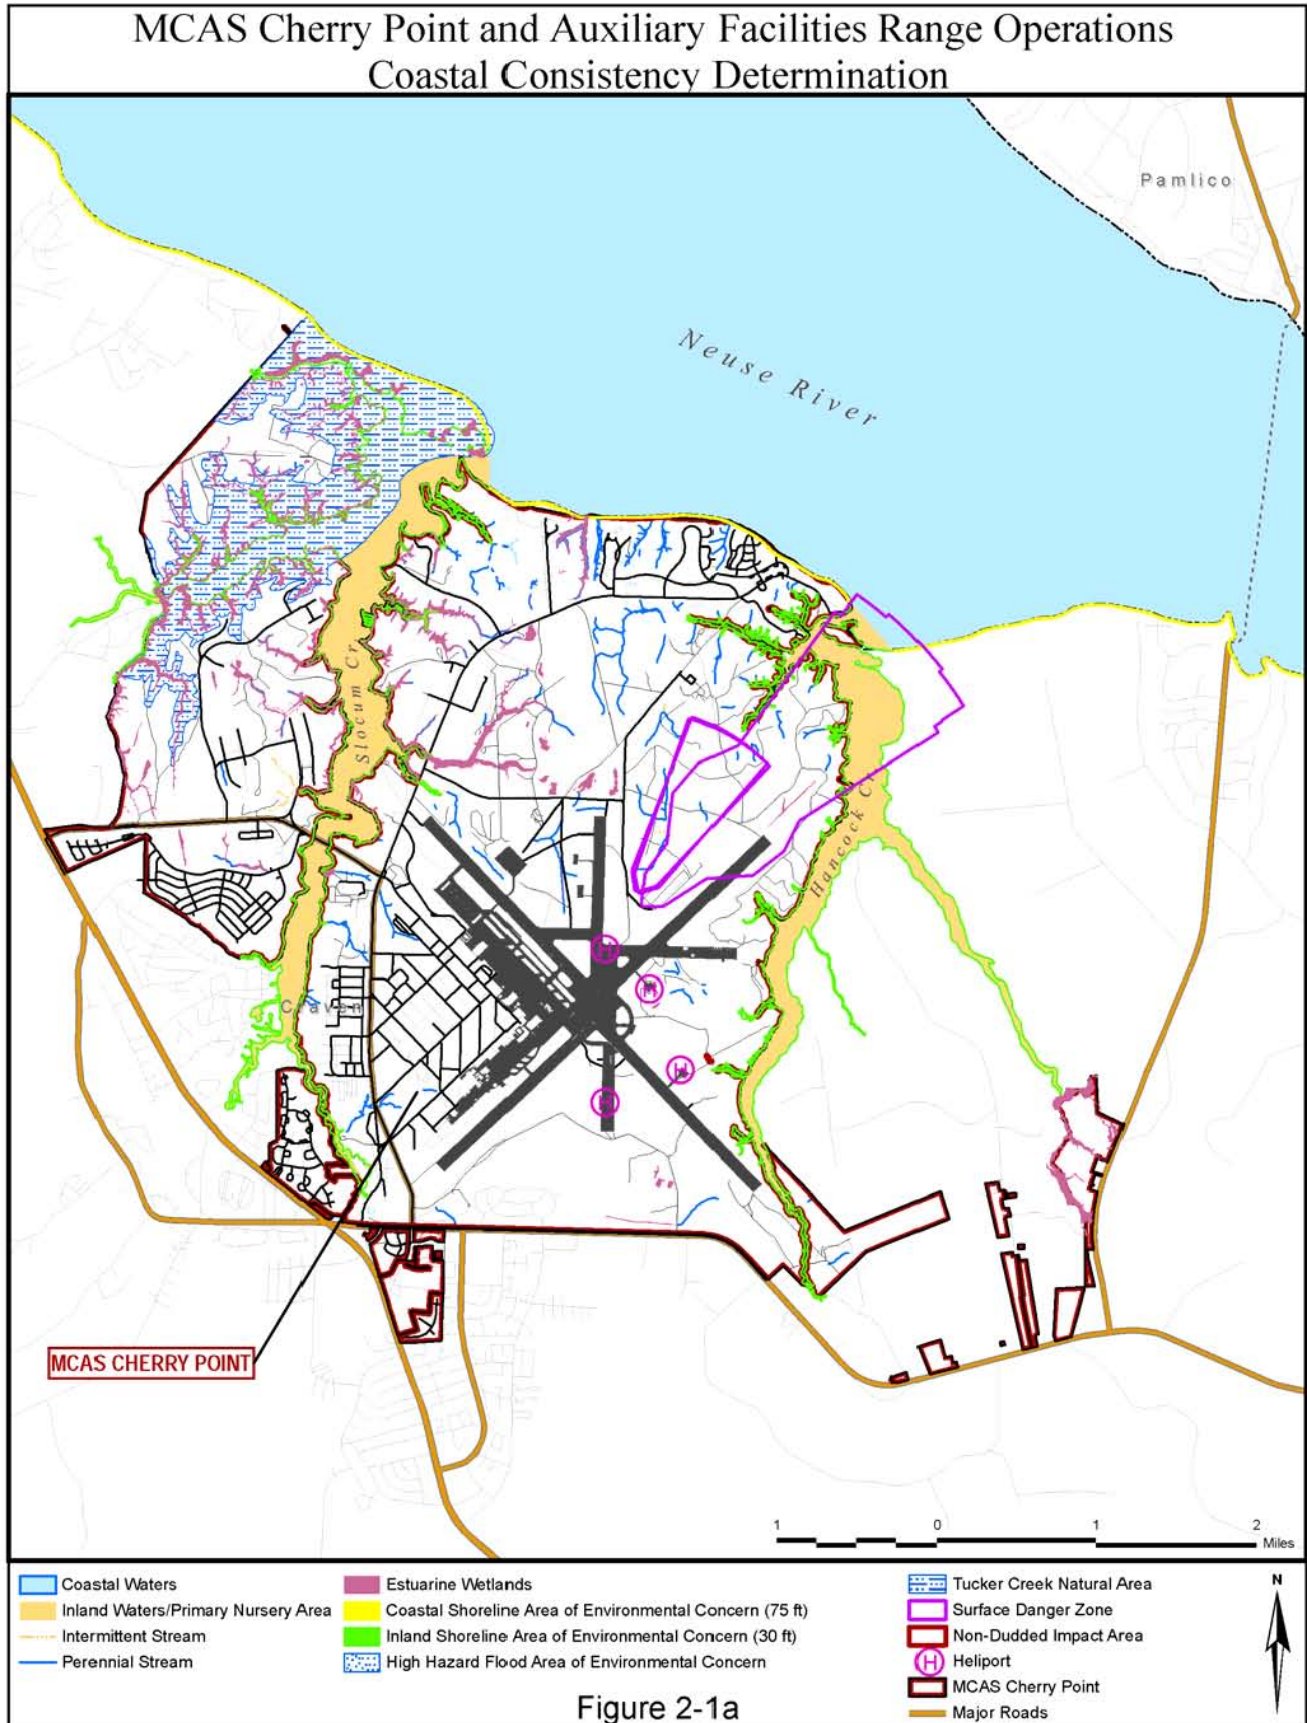 MCAS Cherry Point and Auxiliary Facilities Range Operations
Coastal Consistency Determination
Pamlico
Neuse River
Slocum Cr
Hancock C
Craven
H
H
H
H
MCAS CHERRY POINT
1 0 1 2
Miles
Coastal Waters
Inland Waters/Primary Nursery Area
Intermittent Stream
Perennial Stream
Estuarine Wetlands
Coastal Shoreline Area of Environmental Concern (75 ft)
Inland Shoreline Area of Environmental Concern (30 ft)
High Hazard Flood Area of Environmental Concern
Tucker Creek Natural Area
Surface Danger Zone
Non-Dudded Impact Area
H Heliport
MCAS Cherry Point
Major Roads
N
Figure 2-1a